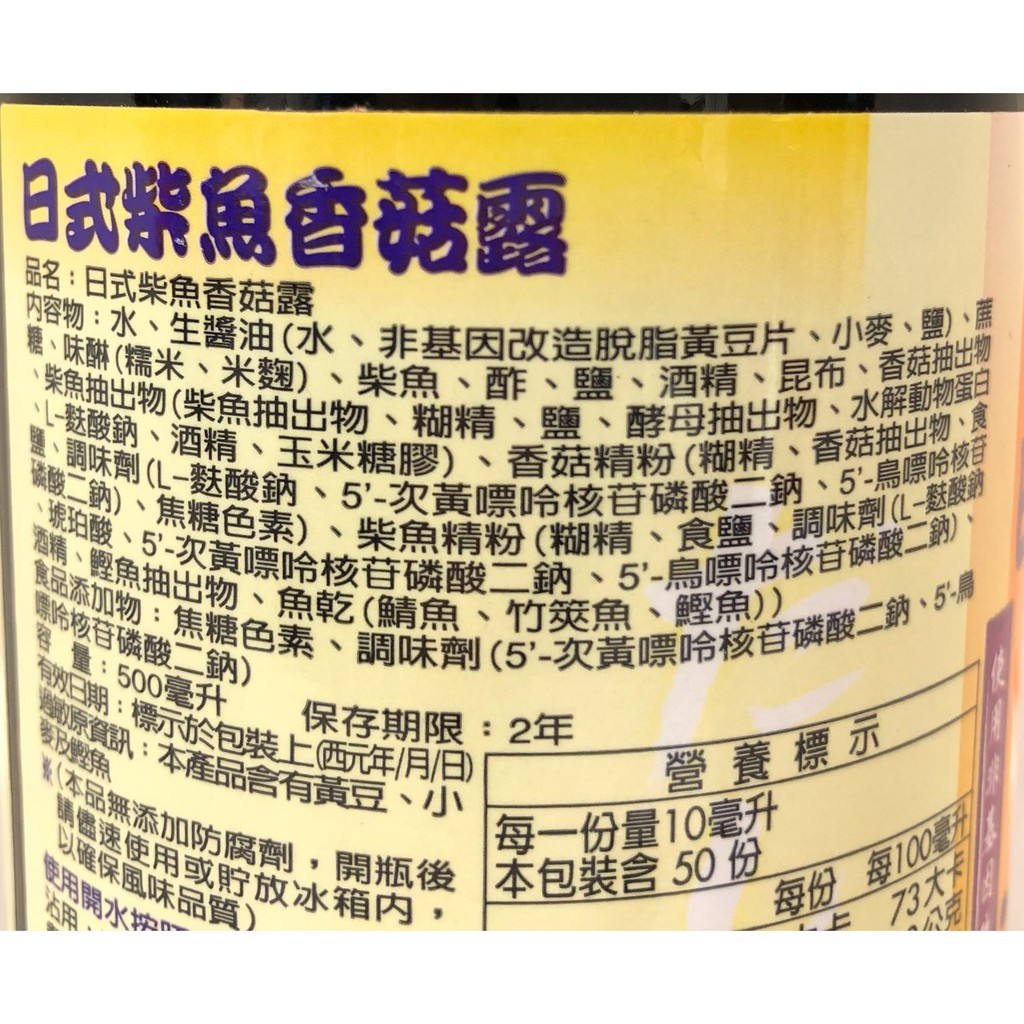 日式柴魚香菇露
品名：日式柴魚香菇露
內容物：水、生醬油(水、非基因改造脫脂黃豆片、小麥、鹽)、蔗
糖、味醂(糯米、米麴)、柴魚、酢、鹽、酒精、昆布、香菇抽出物
、柴魚抽出物(柴魚抽出物、糊精、鹽、酵母抽出物、水解動物蛋白
、L-麩酸鈉、酒精、玉米糖膠)、香菇精粉(糊精、香菇抽出物、食
鹽、調味劑(L-麩酸鈉、5’-次黃嘌呤核苷磷酸二鈉、5’-鳥嘌呤核苷
磷酸二鈉)、焦糖色素)、柴魚精粉(糊精、食鹽、調味劑(L-麩酸鈉
、琥珀酸、5’-次黃嘌呤核苷磷酸二鈉、5’-鳥嘌呤核苷磷酸二鈉)、
酒精、鰹魚抽出物、魚乾(鯖魚、竹筴魚、鰹魚))
食品添加物：焦糖色素、調味劑(5’-次黃嘌呤核苷磷酸二鈉、5’-鳥
嘌呤核苷磷酸二鈉)
容 量：500毫升 保存期限：2年
有效日期：標示於包裝上(西元年/月/日)
過敏原資訊：本產品含有黃豆、小
麥及鰹魚
※(本品無添加防腐劑，開瓶後
請儘速使用或貯放冰箱內，
以確保風味品質)
使用開水按
沾用
營養標示
每一份量10毫升
本包裝含 50 份
每份 每100毫升
73大卡
公克
使用